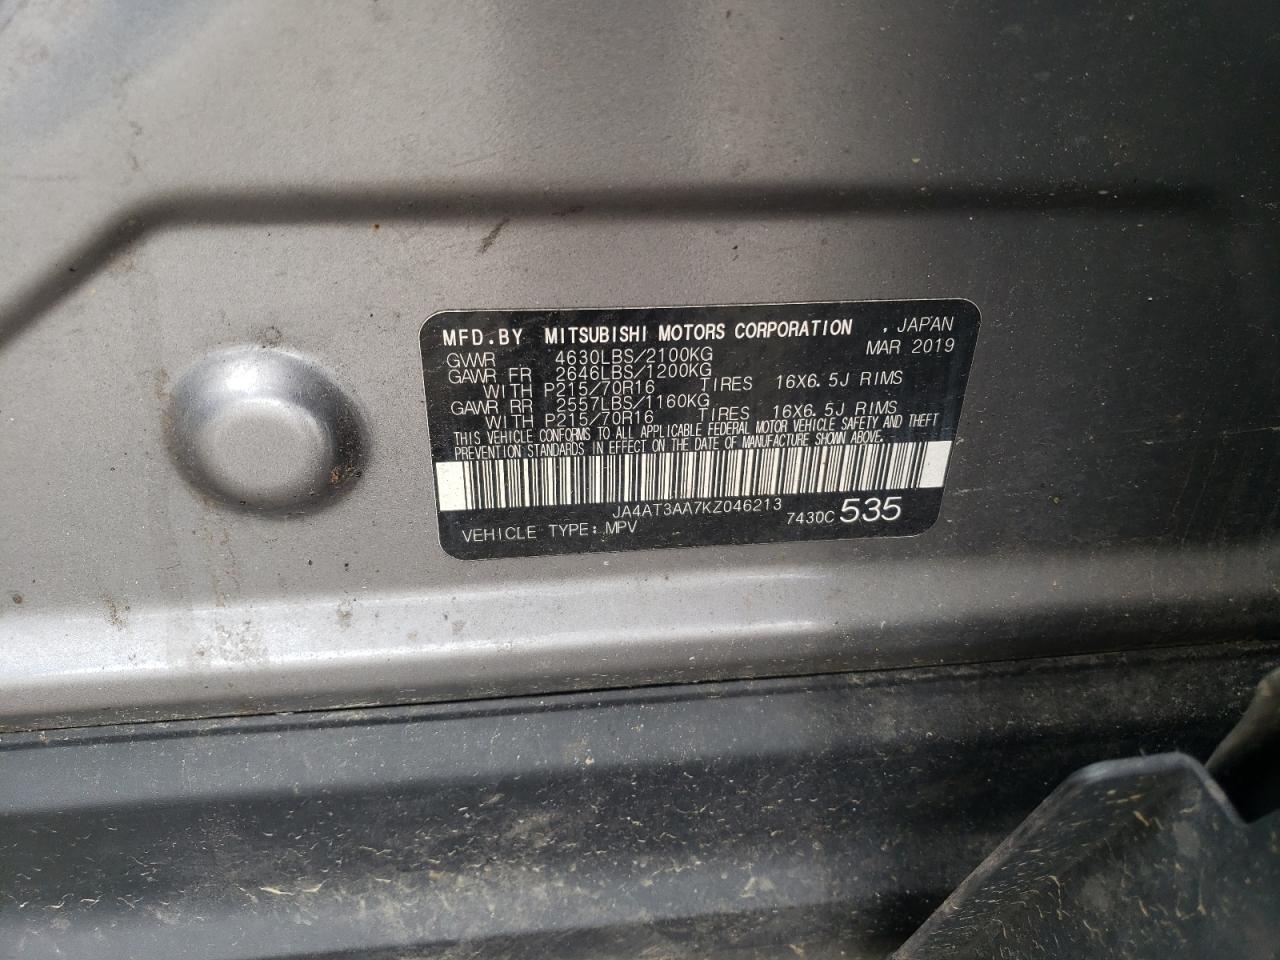 MFD.BY MITSUBISHI MOTORS CORPORATION , JAPAN
GVWR 4630LBS/2100KG MAR 2019
GAWR FR 2646LBS/1200KG
WITH P215/70R16 TIRES 16X6.5J RIMS
GAWR RR 2557LBS/1160KG
WITH P215/70R16 TIRES 16X6.5J RIMS
THIS VEHICLE CONFORMS TO ALL APPLICABLE FEDERAL MOTOR VEHICLE SAFETY AND THEFT
PREVENTION STANDARDS IN EFFECT ON THE DATE OF MANUFACTURE SHOWN ABOVE.
JA4AT3AA7KZ046213
VEHICLE TYPE: MPV 7430C 535